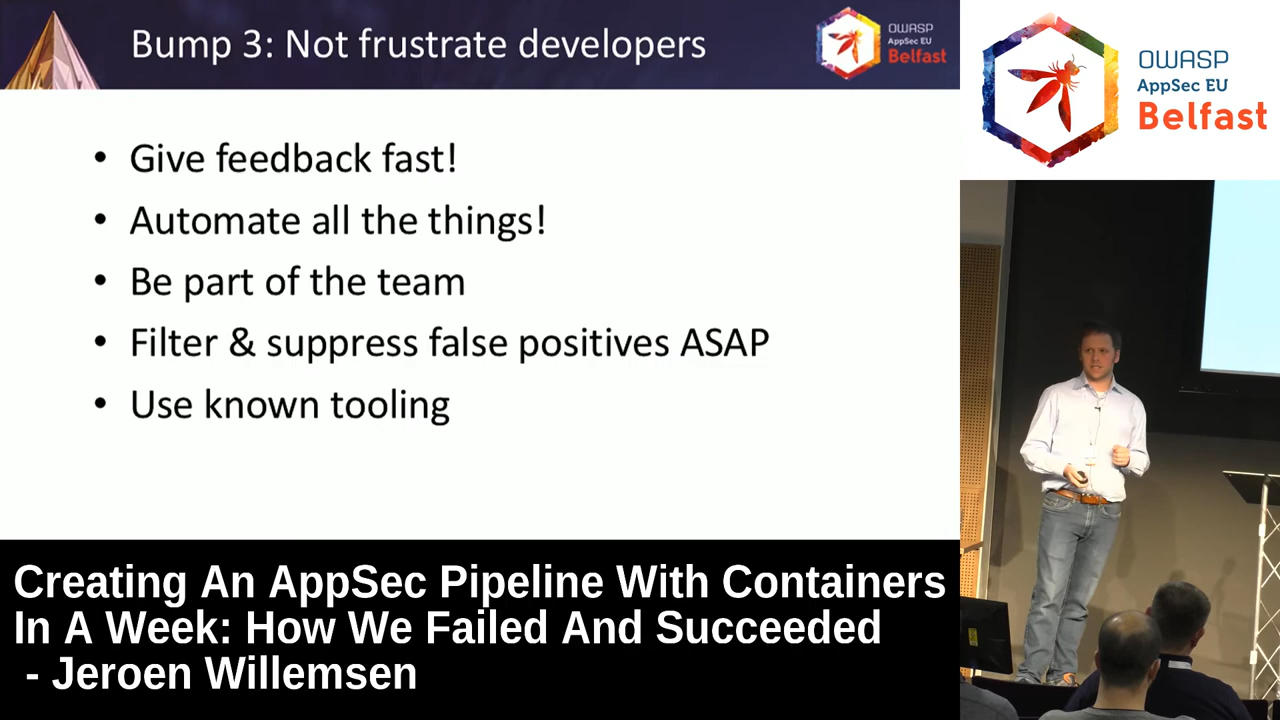 Bump 3: Not frustrate developers
OWASP
AppSec EU
Belfast
OWASP
AppSec EU
Belfast
• Give feedback fast!
• Automate all the things!
• Be part of the team
• Filter & suppress false positives ASAP
• Use known tooling
Creating An AppSec Pipeline With Containers
In A Week: How We Failed And Succeeded
- Jeroen Willemsen